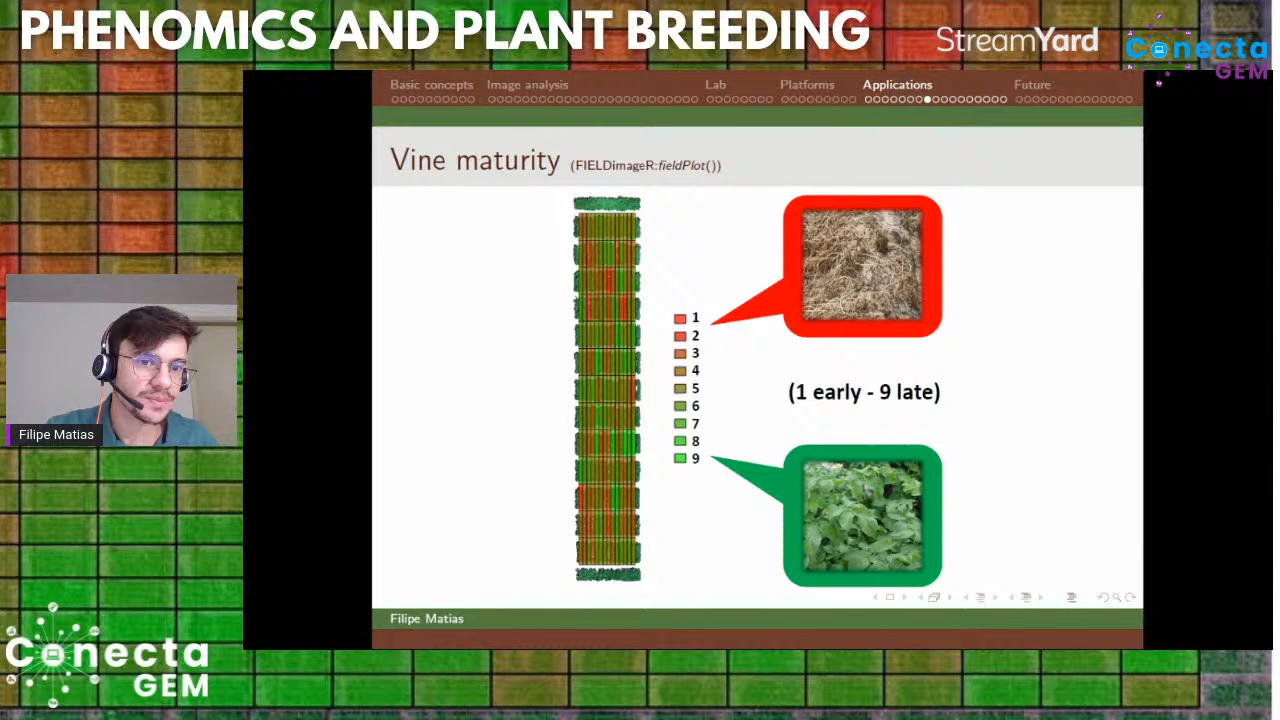 PHENOMICS AND PLANT BREEDING
StreamYard
Conecta
GEM
Basic concepts Image analysis Lab Platforms Applications Future
Vine maturity (FIELDimageR:fieldPlot())
1
2
3
4
5
6
7
8
9
(1 early - 9 late)
Filipe Matias
Filipe Matias
Conecta
GEM